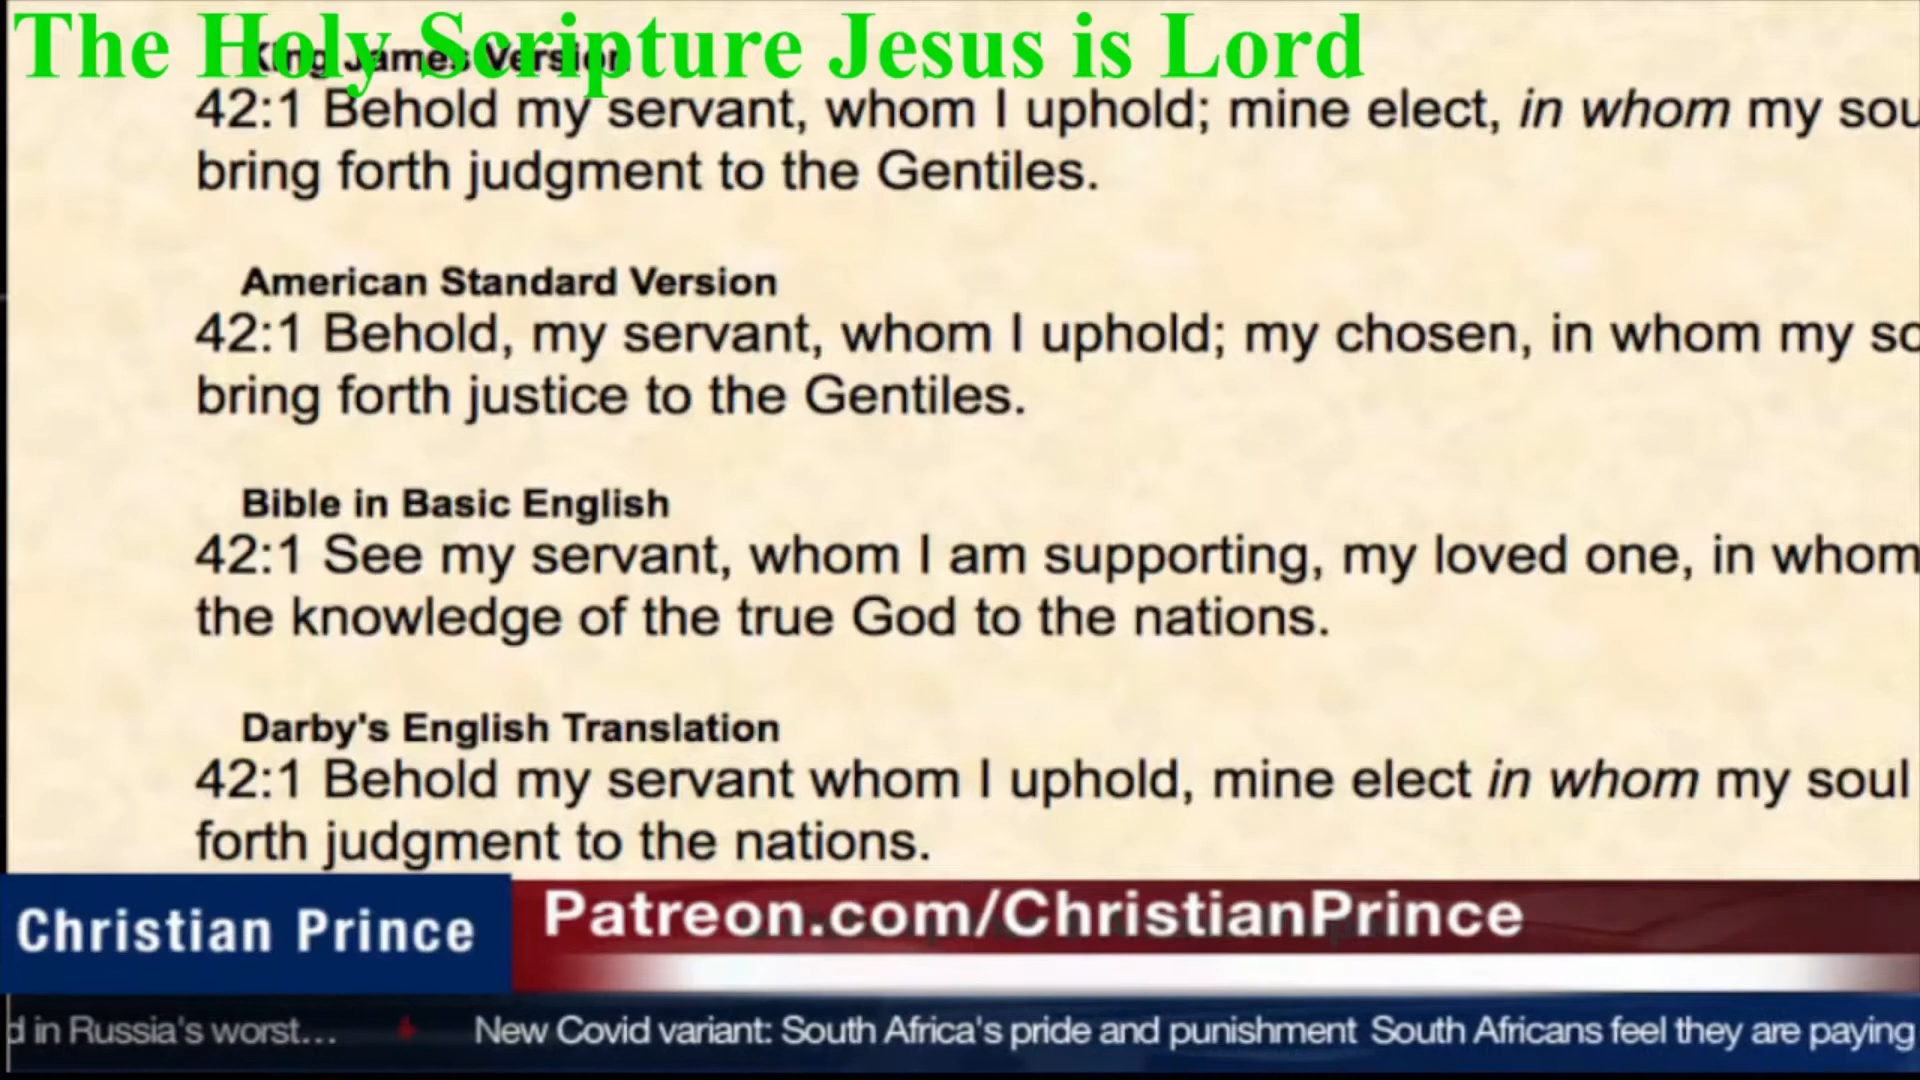 The Holy Scripture Jesus is Lord
King James Version
42:1 Behold my servant, whom I uphold; mine elect, in whom my sou
bring forth judgment to the Gentiles.
American Standard Version
42:1 Behold, my servant, whom I uphold; my chosen, in whom my so
bring forth justice to the Gentiles.
Bible in Basic English
42:1 See my servant, whom I am supporting, my loved one, in whom
the knowledge of the true God to the nations.
Darby's English Translation
42:1 Behold my servant whom I uphold, mine elect in whom my soul
forth judgment to the nations.
Christian Prince
Patreon.com/ChristianPrince
d in Russia's worst... New Covid variant: South Africa's pride and punishment South Africans feel they are paying